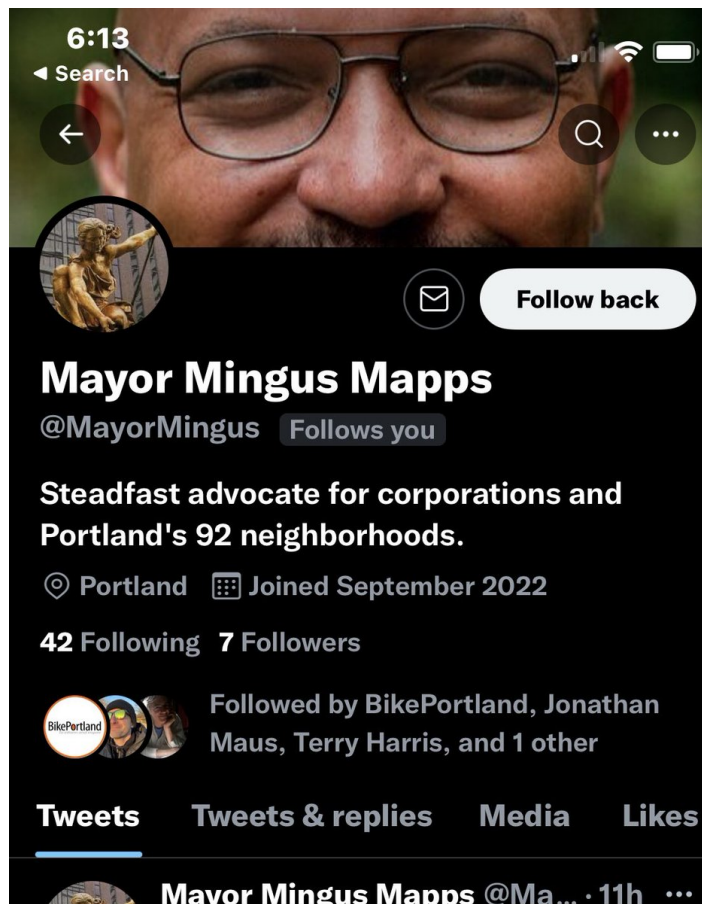 6:13
◀ Search
Follow back
Mayor Mingus Mapps
@MayorMingus Follows you
Steadfast advocate for corporations and
Portland's 92 neighborhoods.
Portland Joined September 2022
42 Following 7 Followers
BikePortland
Followed by BikePortland, Jonathan
Maus, Terry Harris, and 1 other
Tweets Tweets & replies Media Likes
Mayor Mingus Mapps @Ma... · 11h